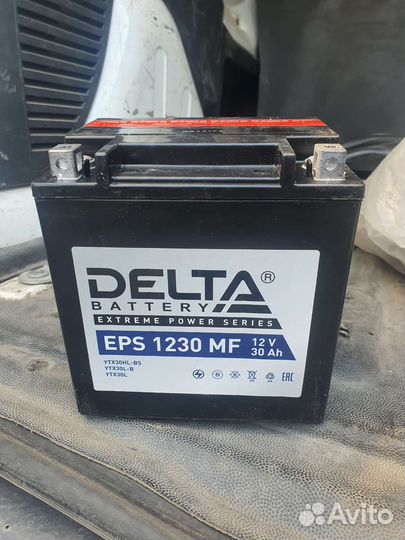 DELTA®
BATTERY
EXTREME POWER SERIES
EPS 1230 MF 12 V
30 Ah
YTX30HL-BS
YTX30L-B
YTX30L
EAC
Avito